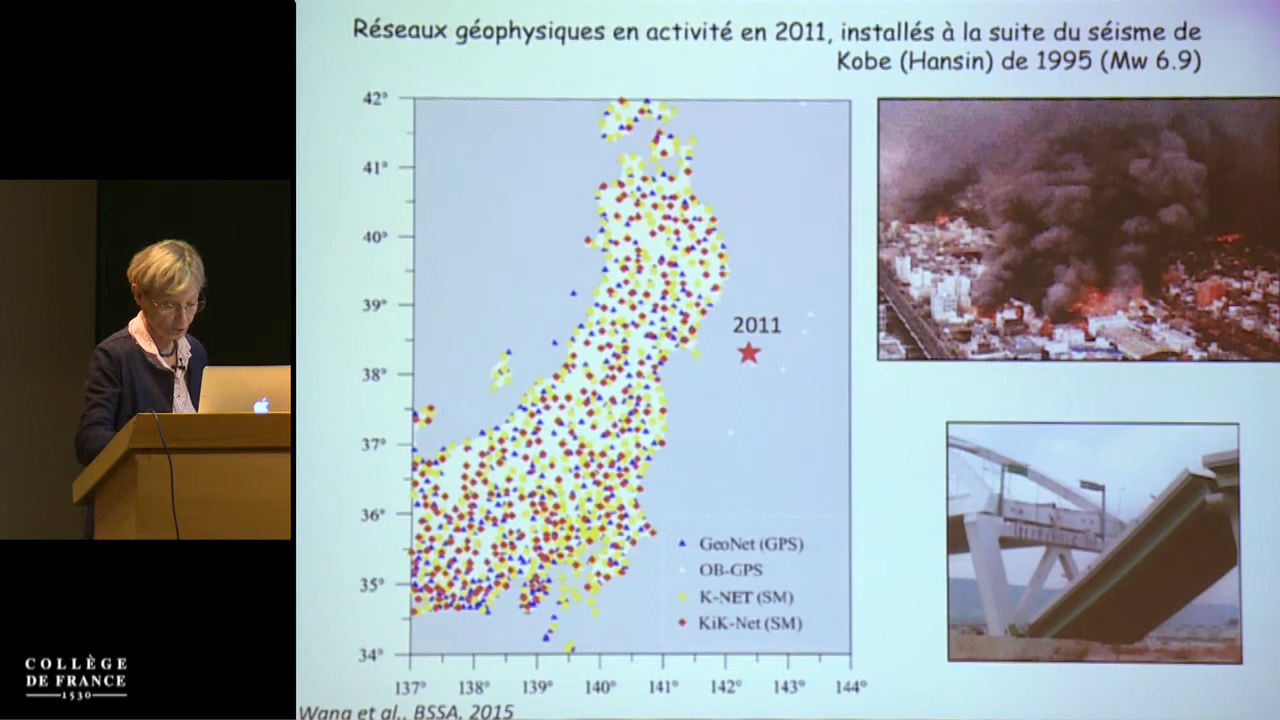 Réseaux géophysiques en activité en 2011, installés à la suite du séisme de
Kobe (Hansin) de 1995 (Mw 6.9)
42°
41°
40°
39°
38°
37°
36°
35°
34°
2011
GeoNet (GPS)
OB-GPS
K-NET (SM)
KiK-Net (SM)
137°
138°
139°
140°
141°
142°
143°
144°
Wang et al., BSSA, 2015
COLLÈGE
DE FRANCE
1530